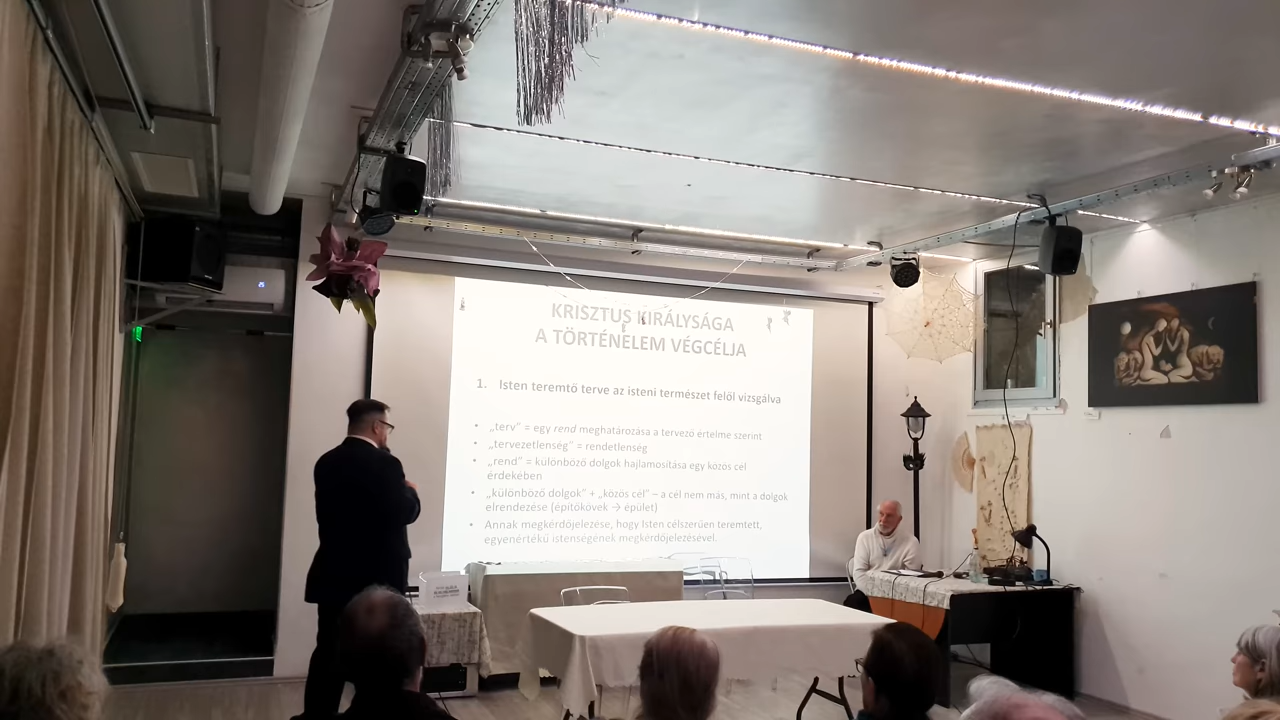 KRISZTUS KIRÁLYSÁGA
A TÖRTÉNELEM VÉGCÉLJA
1. Isten teremtő terve az isteni természet felől vizsgálva
• „terv” = egy rend meghatározása a tervező értelme szerint
• „tervezetlenség” = rendetlenség
• „rend” = különböző dolgok hajlamosítása egy közös cél
érdekében
• „különböző dolgok” + „közös cél” – a cél nem más, mint a dolgok
elrendezése (építőkövek → épület)
• Annak megkérdőjelezése, hogy Isten célszerűen teremtett,
egyenértékű istenségének megkérdőjelezésével.